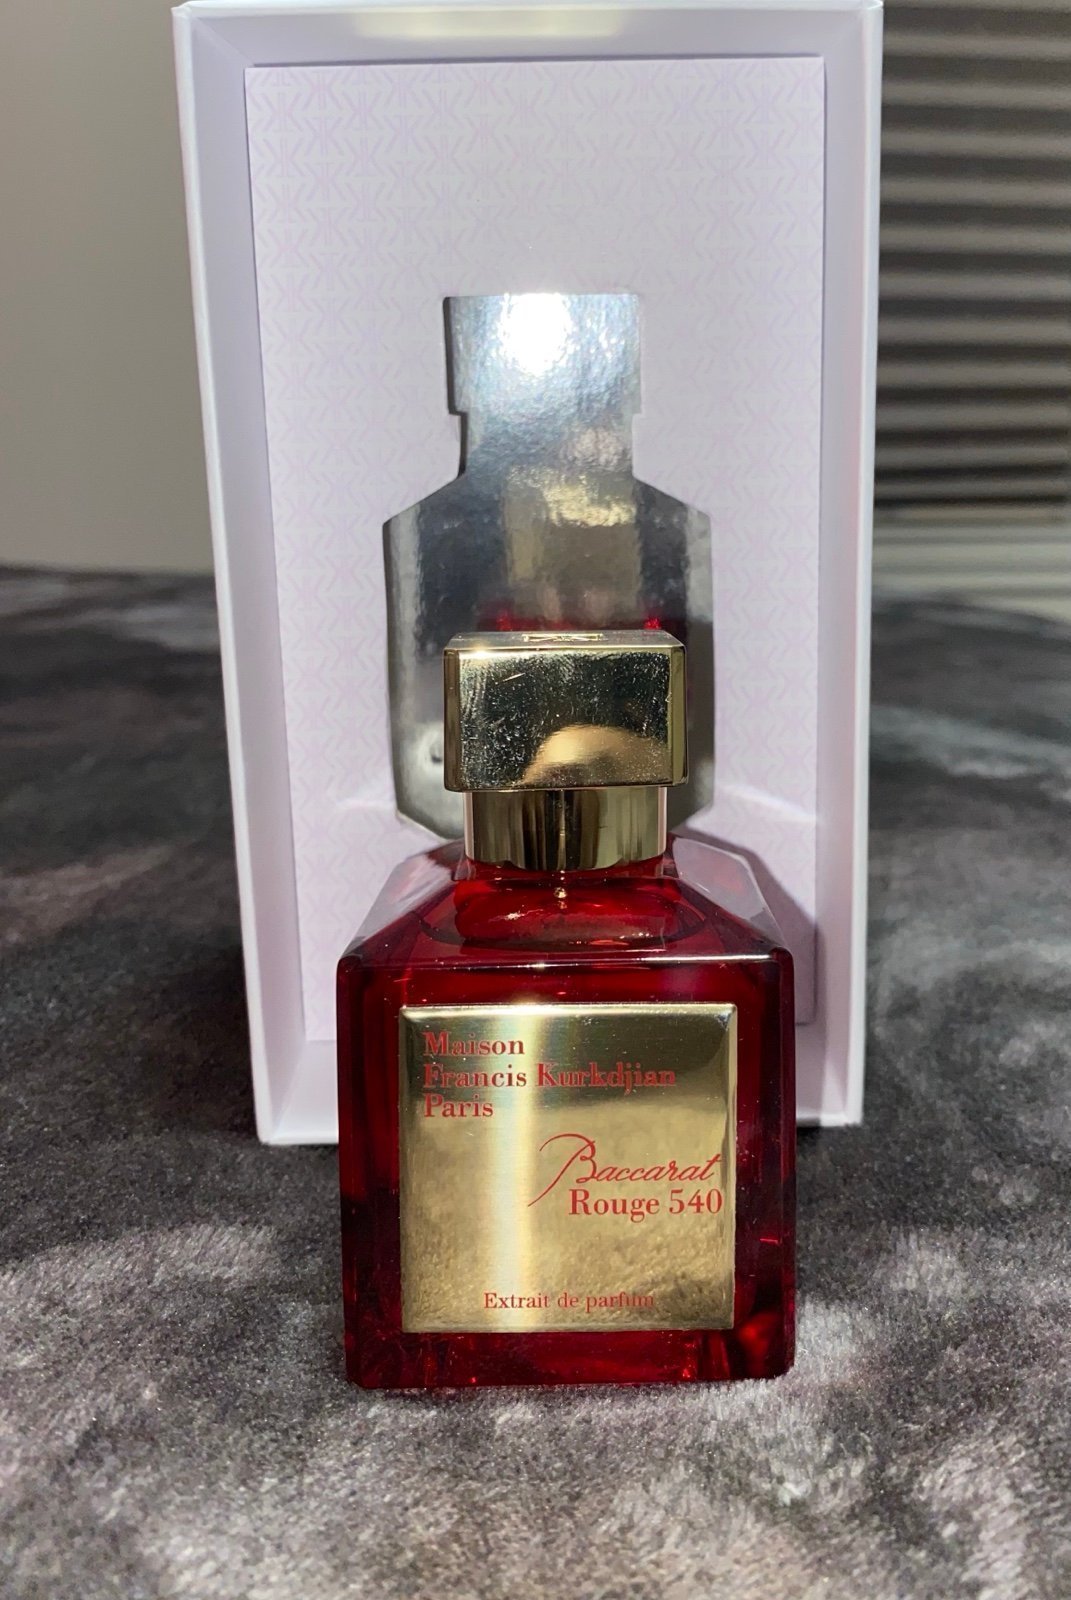 Maison
Francis Kurkdjian
Paris
Baccarat
Rouge 540
Extrait de parfum